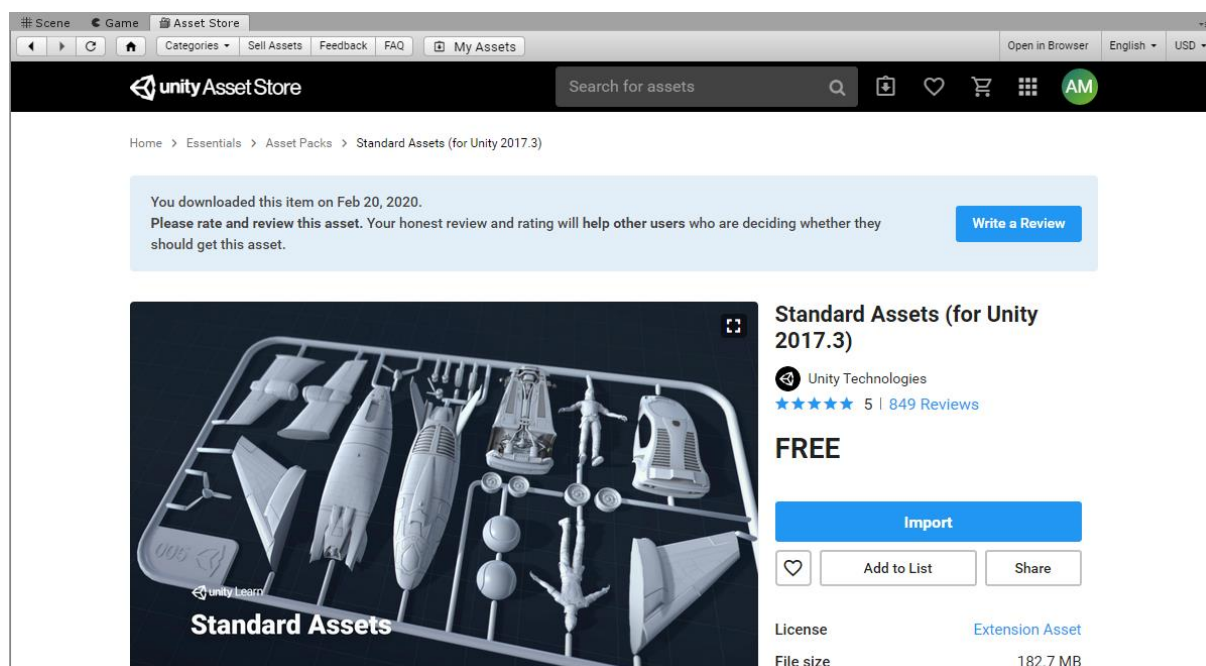 Scene Game Asset Store
Categories Sell Assets Feedback FAQ My Assets Open in Browser English USD
unity Asset Store Search for assets AM
Home > Essentials > Asset Packs > Standard Assets (for Unity 2017.3)
You downloaded this item on Feb 20, 2020.
Please rate and review this asset. Your honest review and rating will help other users who are deciding whether they
should get this asset.
Write a Review
005
unity Learn
Standard Assets
Standard Assets (for Unity
2017.3)
Unity Technologies
5 | 849 Reviews
FREE
Import
Add to List Share
License Extension Asset
File size 182.7 MB